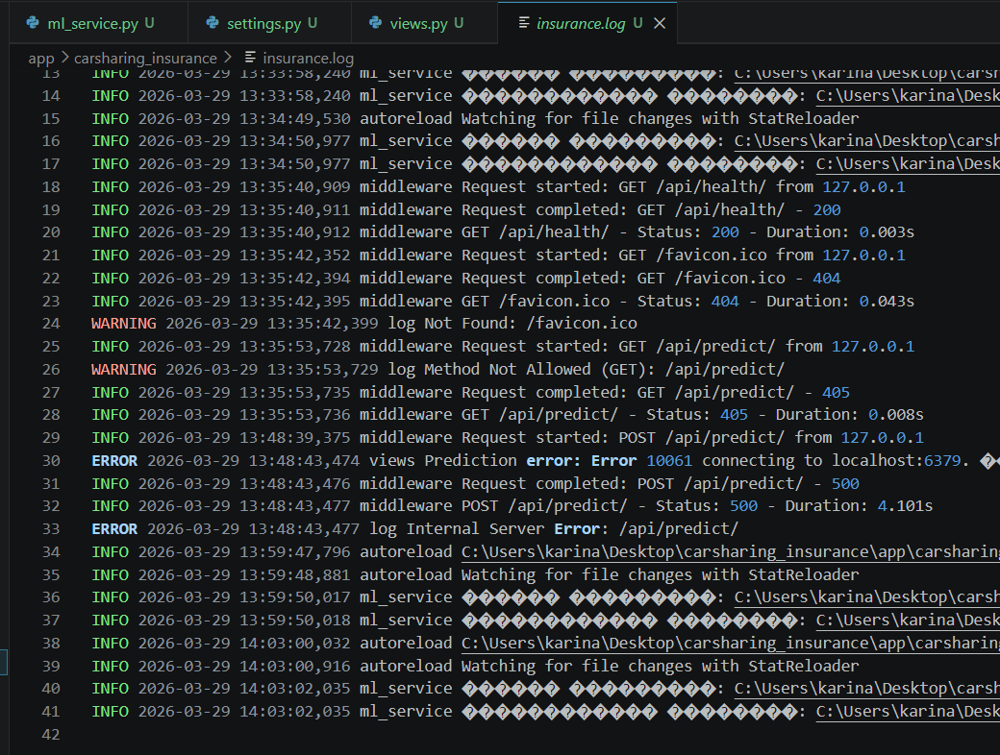 ml_service.py U
settings.py U
views.py U
insurance.log U
app > carsharing_insurance > insurance.log
13 INFO 2026-03-29 13:33:58,240 ml_service ������ ���������: C:\Users\karina\Desktop\carsh
14 INFO 2026-03-29 13:33:58,240 ml_service ������������ ��������: C:\Users\karina\Desk
15 INFO 2026-03-29 13:34:49,530 autoreload Watching for file changes with StatReloader
16 INFO 2026-03-29 13:34:50,977 ml_service ������ ���������: C:\Users\karina\Desktop\carsh
17 INFO 2026-03-29 13:34:50,977 ml_service ������������ ��������: C:\Users\karina\Desk
18 INFO 2026-03-29 13:35:40,909 middleware Request started: GET /api/health/ from 127.0.0.1
19 INFO 2026-03-29 13:35:40,911 middleware Request completed: GET /api/health/ - 200
20 INFO 2026-03-29 13:35:40,912 middleware GET /api/health/ - Status: 200 - Duration: 0.003s
21 INFO 2026-03-29 13:35:42,352 middleware Request started: GET /favicon.ico from 127.0.0.1
22 INFO 2026-03-29 13:35:42,394 middleware Request completed: GET /favicon.ico - 404
23 INFO 2026-03-29 13:35:42,395 middleware GET /favicon.ico - Status: 404 - Duration: 0.043s
24 WARNING 2026-03-29 13:35:42,399 log Not Found: /favicon.ico
25 INFO 2026-03-29 13:35:53,728 middleware Request started: GET /api/predict/ from 127.0.0.1
26 WARNING 2026-03-29 13:35:53,729 log Method Not Allowed (GET): /api/predict/
27 INFO 2026-03-29 13:35:53,735 middleware Request completed: GET /api/predict/ - 405
28 INFO 2026-03-29 13:35:53,736 middleware GET /api/predict/ - Status: 405 - Duration: 0.008s
29 INFO 2026-03-29 13:48:39,375 middleware Request started: POST /api/predict/ from 127.0.0.1
30 ERROR 2026-03-29 13:48:43,474 views Prediction error: Error 10061 connecting to localhost:6379. ��
31 INFO 2026-03-29 13:48:43,476 middleware Request completed: POST /api/predict/ - 500
32 INFO 2026-03-29 13:48:43,477 middleware POST /api/predict/ - Status: 500 - Duration: 4.101s
33 ERROR 2026-03-29 13:48:43,477 log Internal Server Error: /api/predict/
34 INFO 2026-03-29 13:59:47,796 autoreload C:\Users\karina\Desktop\carsharing_insurance\app\carsharing
35 INFO 2026-03-29 13:59:48,881 autoreload Watching for file changes with StatReloader
36 INFO 2026-03-29 13:59:50,017 ml_service ������ ���������: C:\Users\karina\Desktop\carsh
37 INFO 2026-03-29 13:59:50,018 ml_service ������������ ��������: C:\Users\karina\Desk
38 INFO 2026-03-29 14:03:00,032 autoreload C:\Users\karina\Desktop\carsharing_insurance\app\carsharing
39 INFO 2026-03-29 14:03:00,916 autoreload Watching for file changes with StatReloader
40 INFO 2026-03-29 14:03:02,035 ml_service ������ ���������: C:\Users\karina\Desktop\carsh
41 INFO 2026-03-29 14:03:02,035 ml_service ������������ ��������: C:\Users\karina\Desk
42